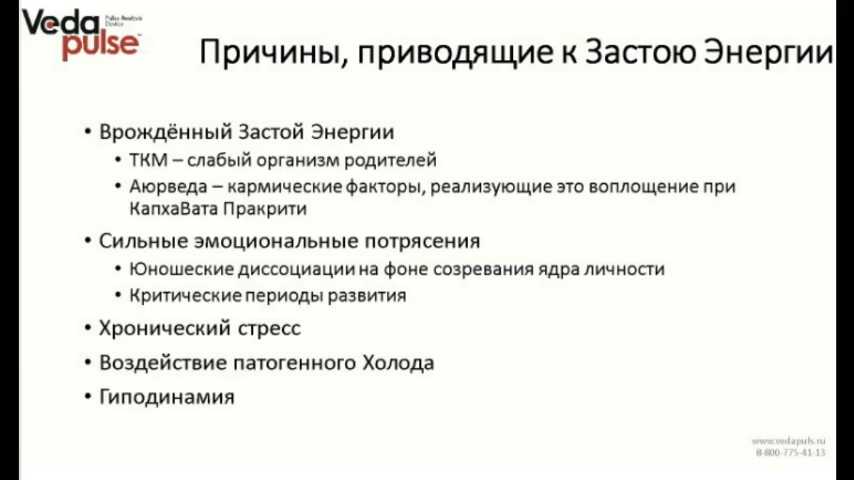 Veda Pulse Analysis
Device
pulse
Причины, приводящие к Застою Энергии
• Врождённый Застой Энергии
• ТКМ – слабый организм родителей
• Аюрведа – кармические факторы, реализующие это воплощение при
КапхаВата Пракрити
• Сильные эмоциональные потрясения
• Юношеские диссоциации на фоне созревания ядра личности
• Критические периоды развития
• Хронический стресс
• Воздействие патогенного Холода
• Гиподинамия
www.vedapuls.ru
8-800-775-41-13